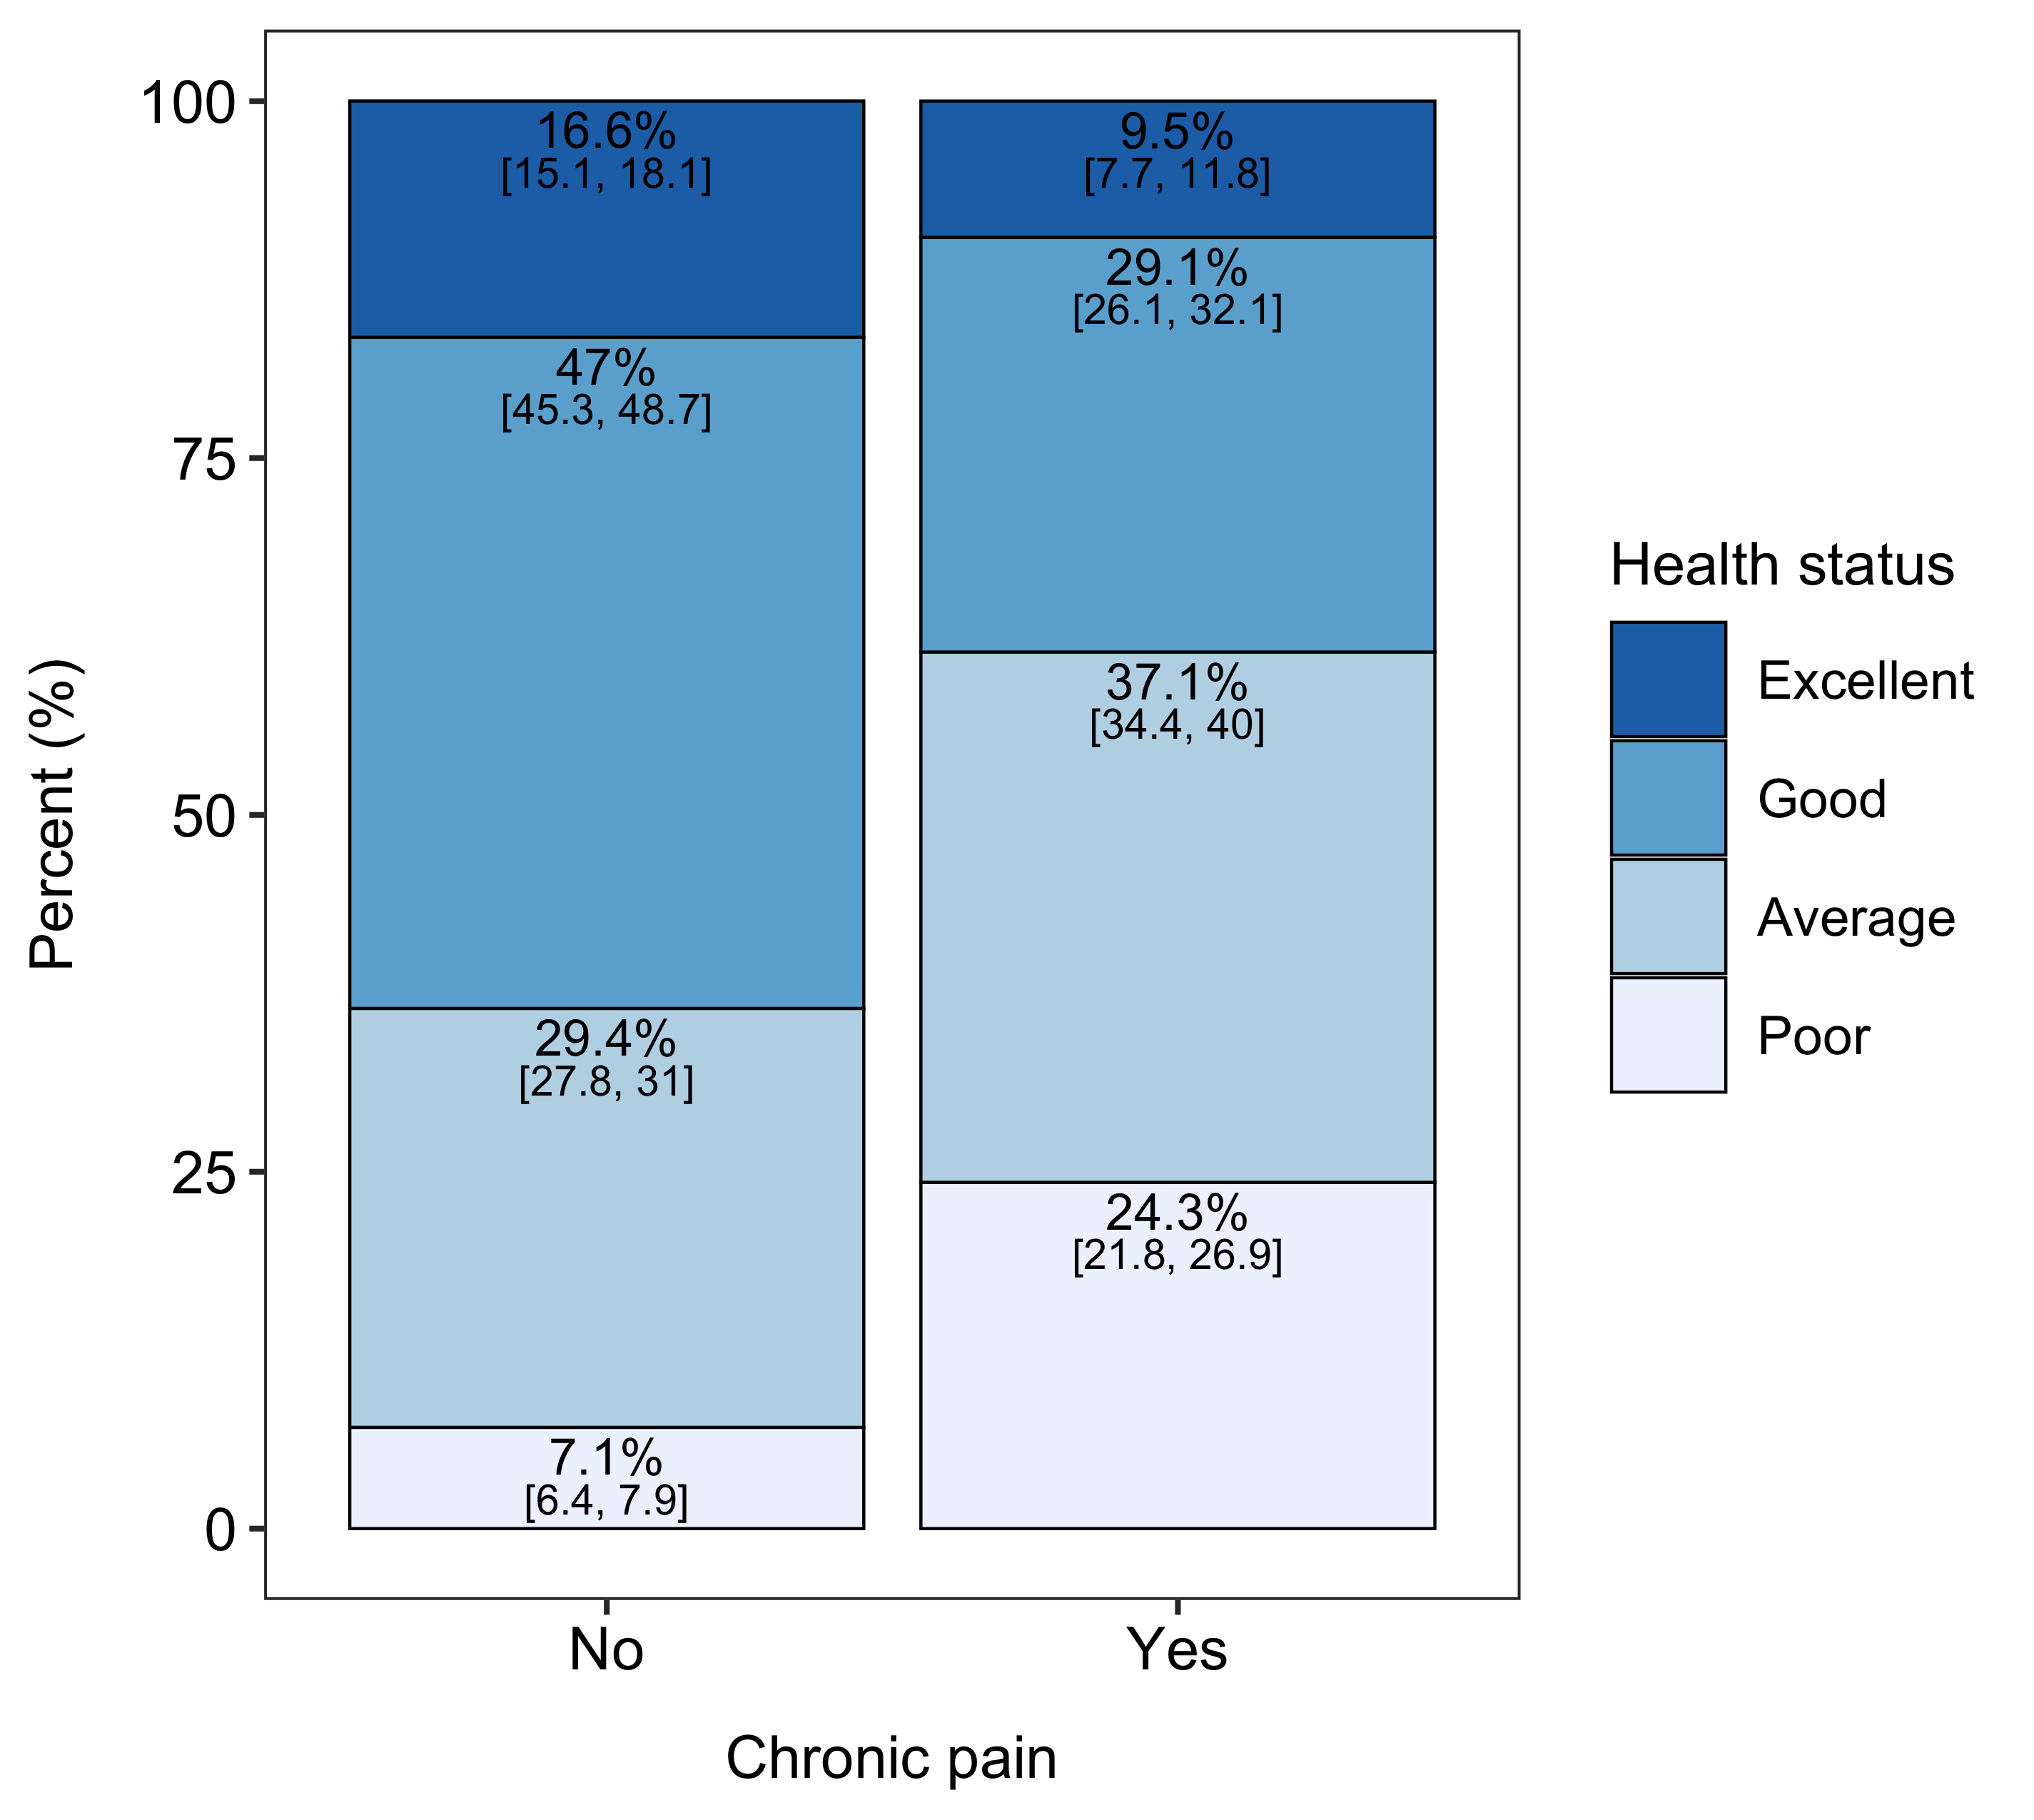 100
75
50
25
0
Percent (%)
16.6%
[15.1, 18.1]
47%
[45.3, 48.7]
29.4%
[27.8, 31]
7.1%
[6.4, 7.9]
9.5%
[7.7, 11.8]
29.1%
[26.1, 32.1]
37.1%
[34.4, 40]
24.3%
[21.8, 26.9]
No
Yes
Chronic pain
Health status
Excellent
Good
Average
Poor